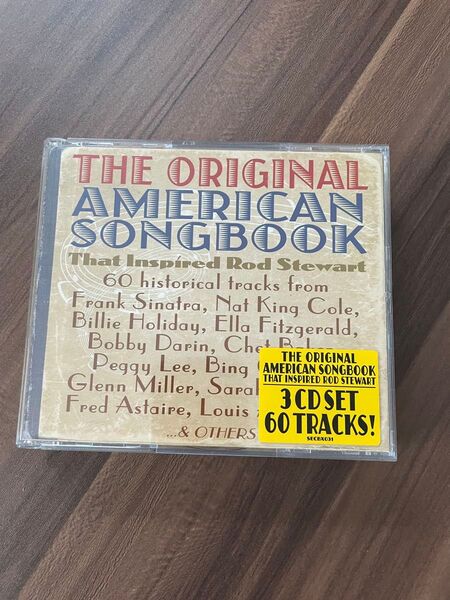 THE ORIGINAL
AMERICAN
SONGBOOK
That Inspired Rod Stewart
60 historical tracks from
Frank Sinatra, Nat King Cole,
Billie Holiday, Ella Fitzgerald,
Bobby Darin, Chet
Peggy Lee, Bing
Glenn Miller,
Fred Astaire, Louis
...& OTHERS
THE ORIGINAL
AMERICAN SONGBOOK
THAT INSPIRED ROD STEWART
3 CD SET
60 TRACKS!
SECBX031